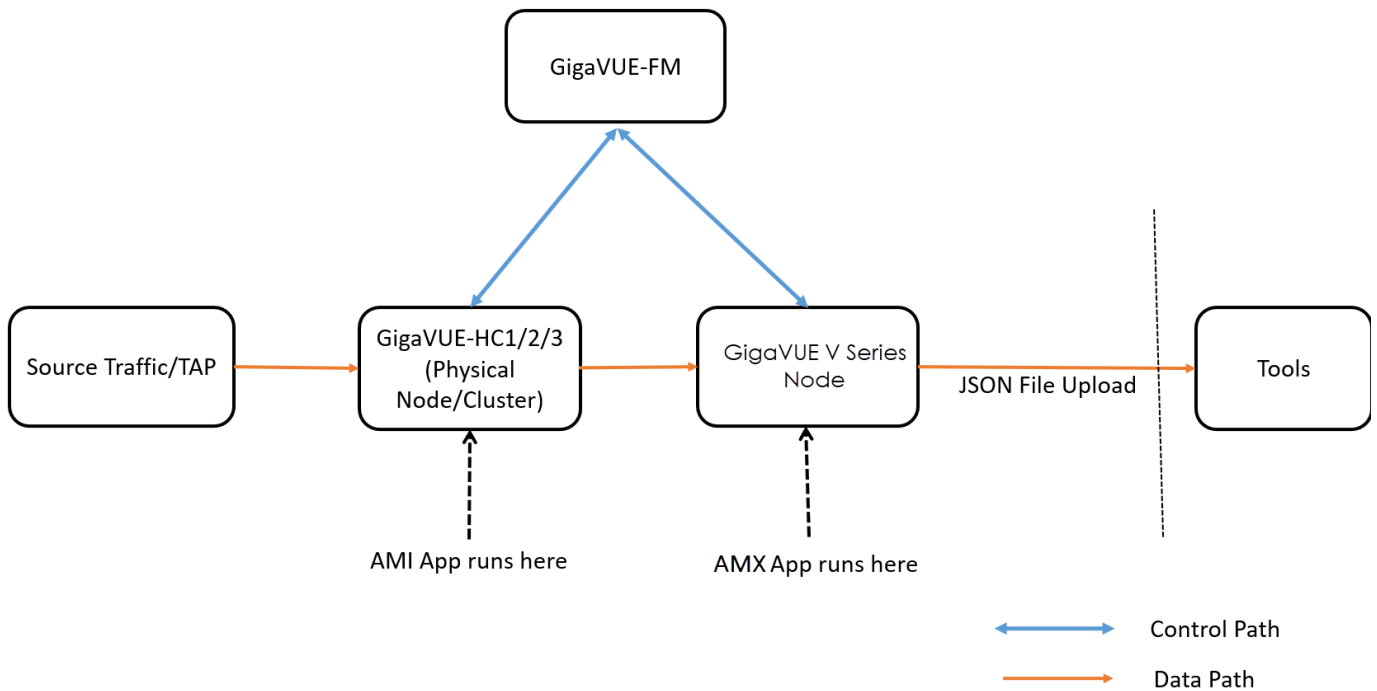 GigaVUE-FM
Source Traffic/TAP
GigaVUE-HC1/2/3
(Physical
Node/Cluster)
GigaVUE V Series
Node
JSON File Upload
Tools
AMI App runs here
AMX App runs here
Control Path
Data Path